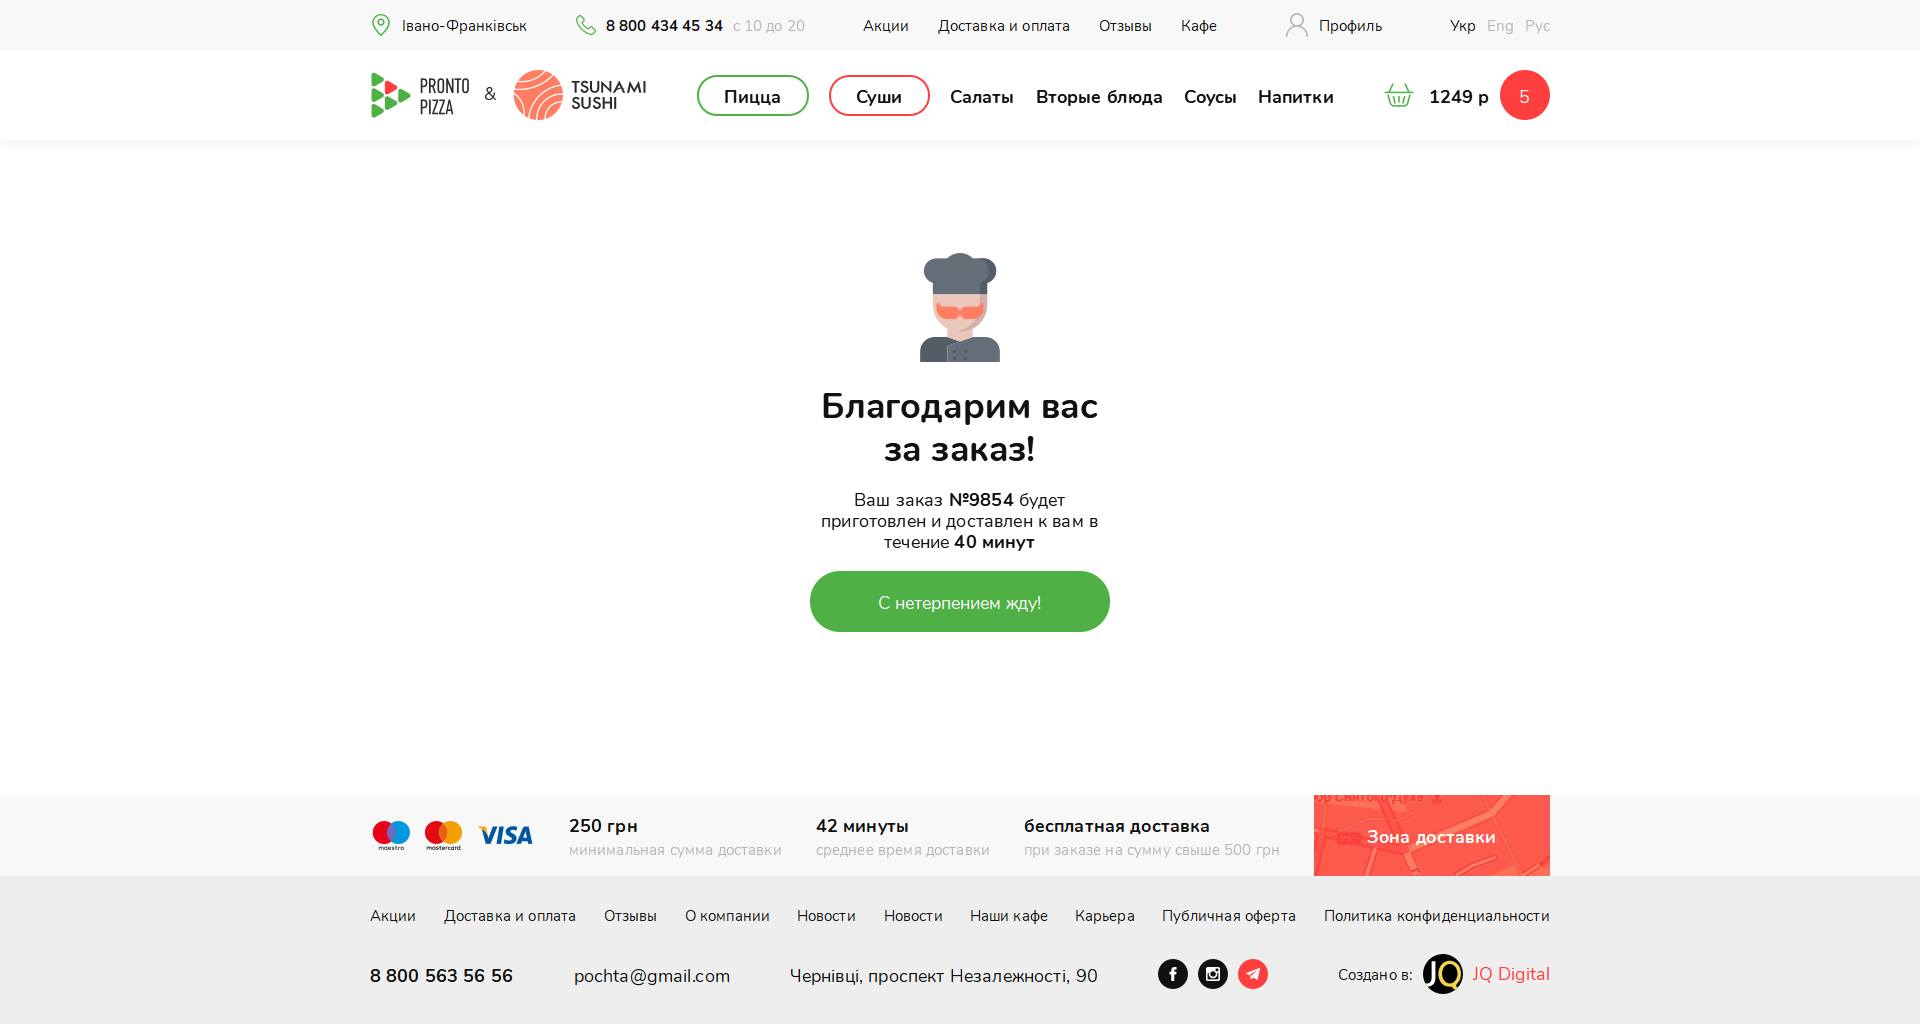 Івано-Франківськ 8 800 434 45 34 с 10 до 20 Акции Доставка и оплата Отзывы Кафе Профиль Укр Eng Рус
PRONTO PIZZA & TSUNAMI SUSHI Пицца Суши Салаты Вторые блюда Соусы Напитки 1249 р 5
Благодарим вас
за заказ!
Ваш заказ №9854 будет
приготовлен и доставлен к вам в
течение 40 минут
С нетерпением жду!
ор Святого Духа
maestro mastercard VISA
250 грн
минимальная сумма доставки
42 минуты
среднее время доставки
бесплатная доставка
при заказе на сумму свыше 500 грн
Зона доставки
Акции Доставка и оплата Отзывы О компании Новости Новости Наши кафе Карьера Публичная оферта Политика конфиденциальности
8 800 563 56 56 pochta@gmail.com Чернівці, проспект Незалежності, 90 Создано в: JQ JQ Digital